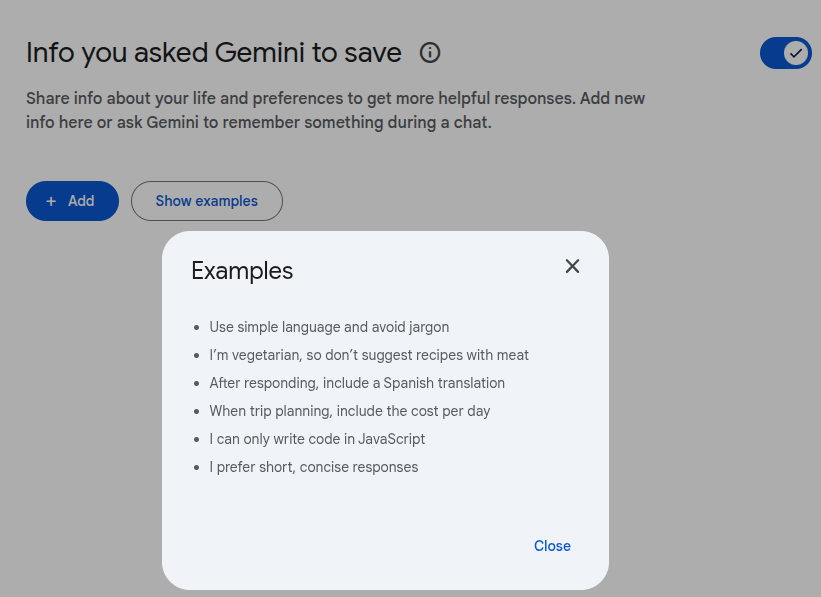 Info you asked Gemini to save
Share info about your life and preferences to get more helpful responses. Add new
info here or ask Gemini to remember something during a chat.
+ Add
Show examples
Examples
• Use simple language and avoid jargon
• I’m vegetarian, so don’t suggest recipes with meat
• After responding, include a Spanish translation
• When trip planning, include the cost per day
• I can only write code in JavaScript
• I prefer short, concise responses
Close